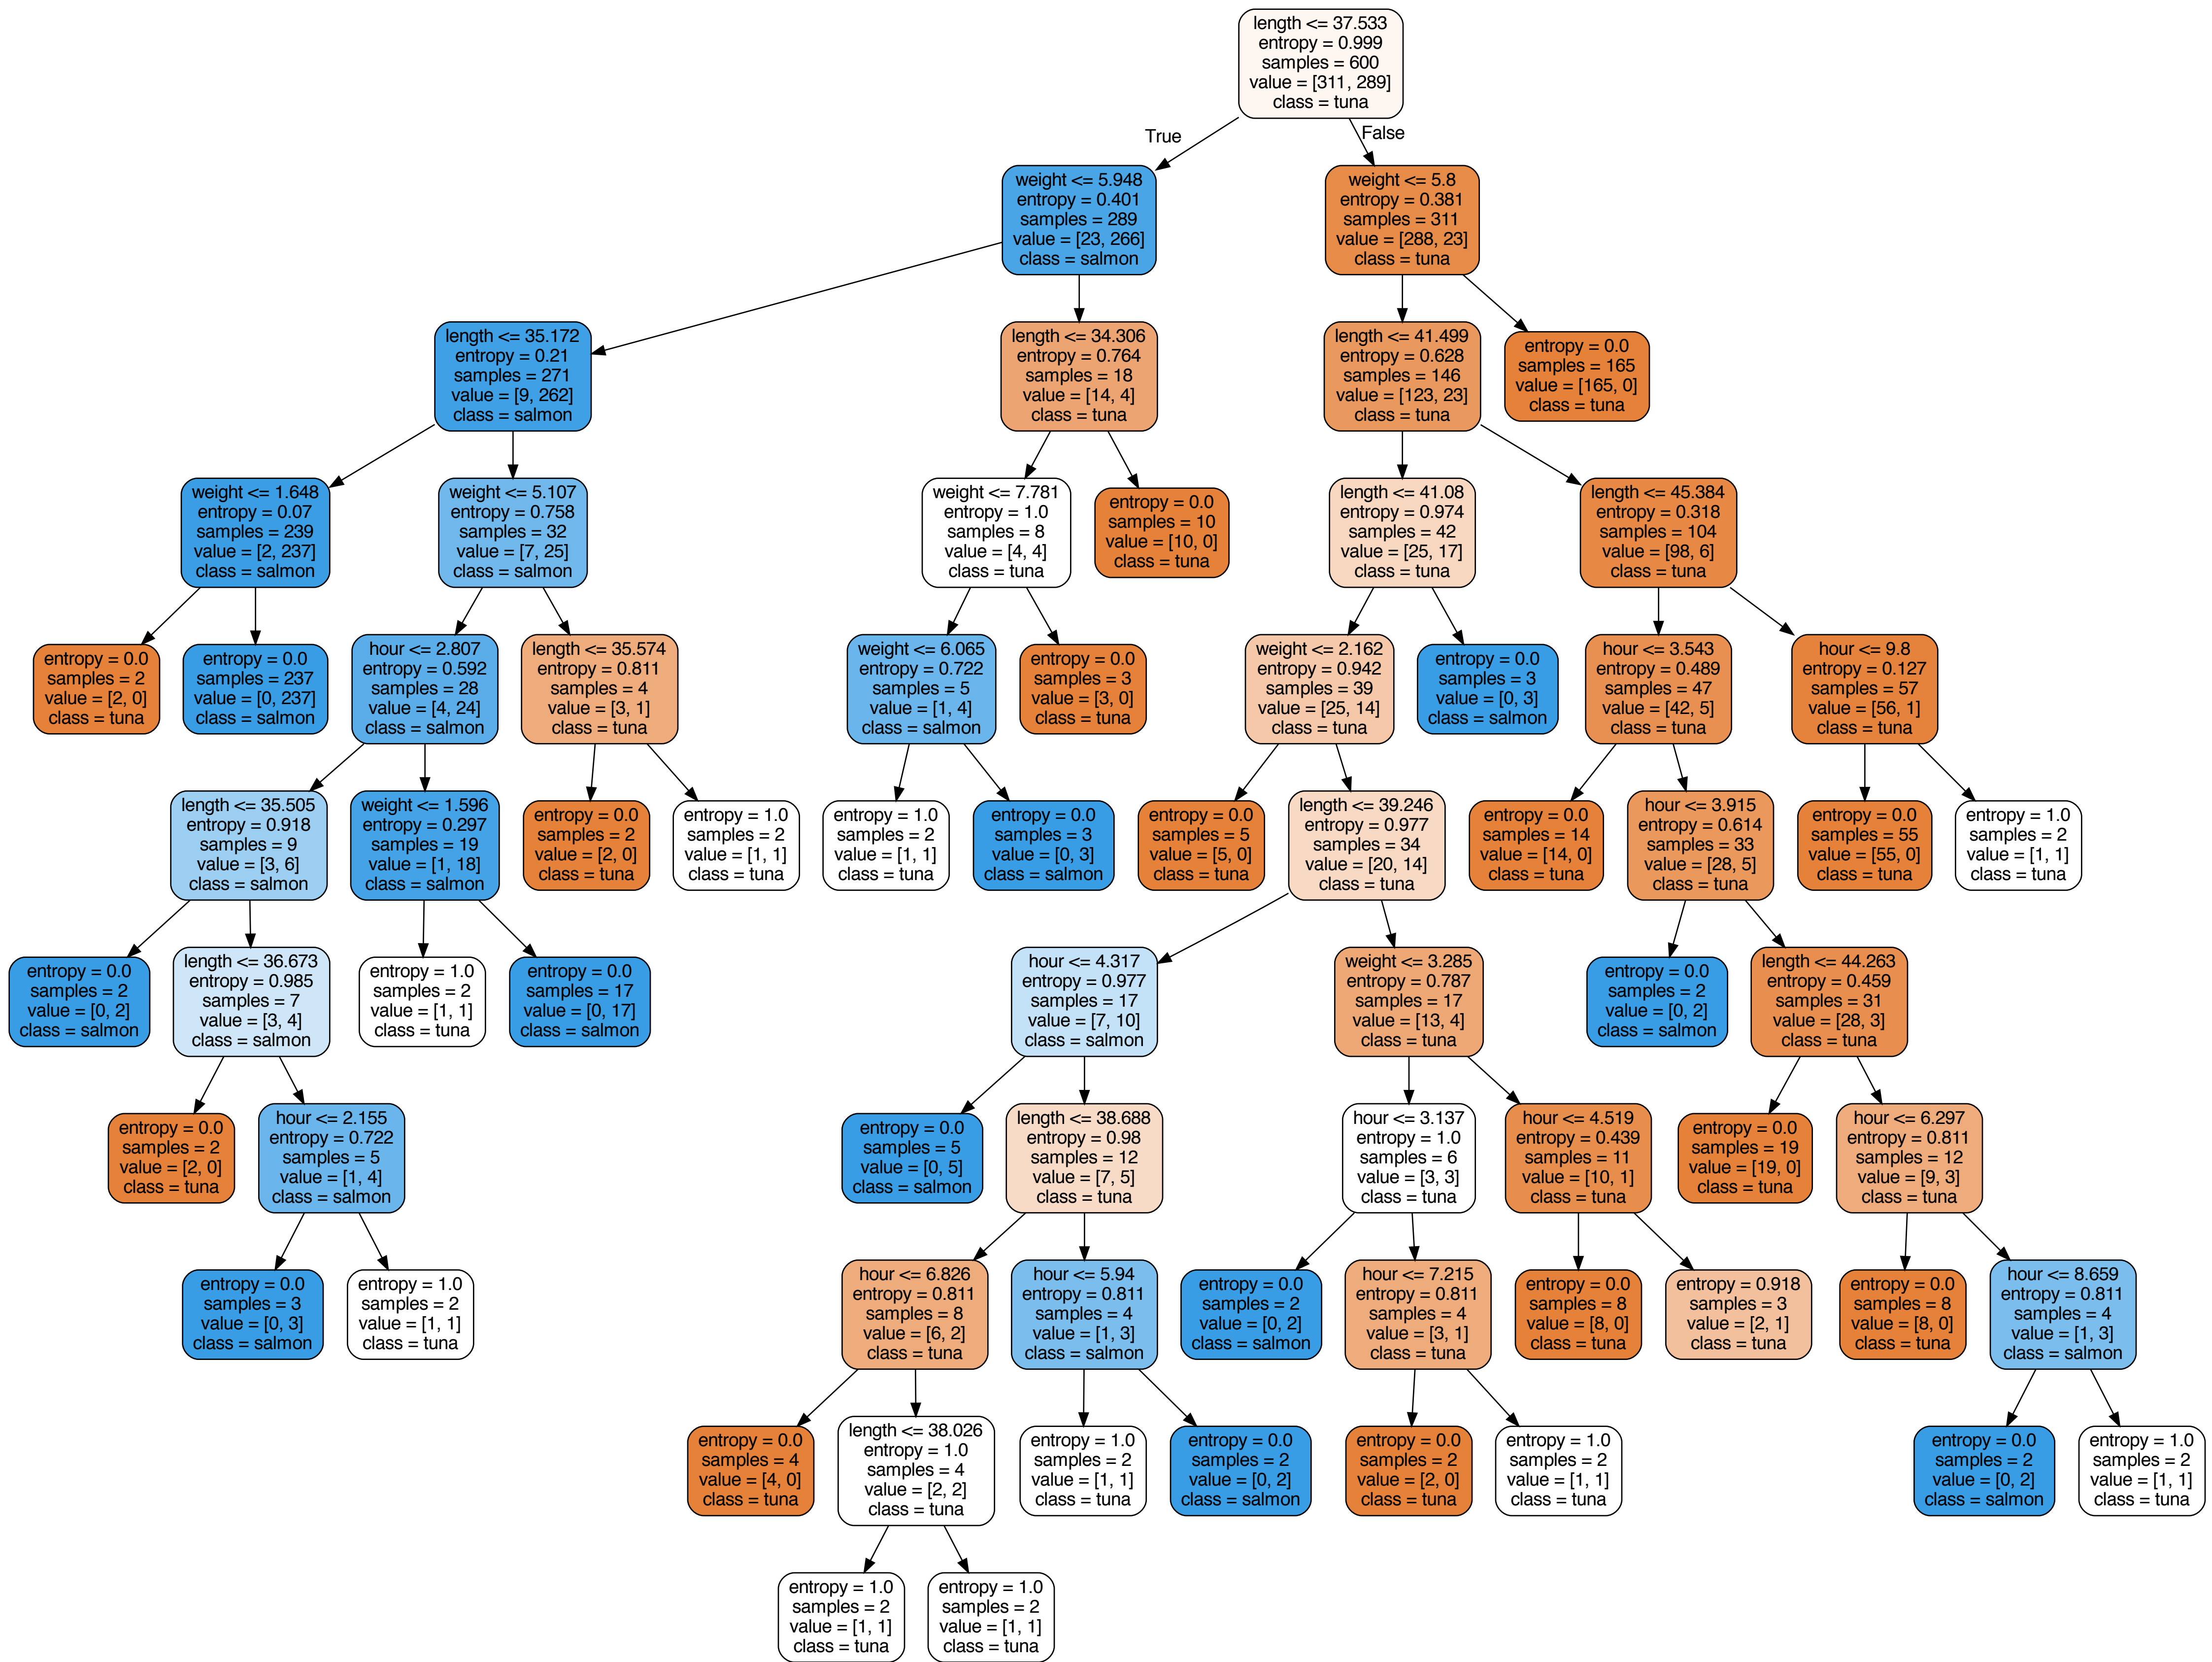 length <= 37.533
entropy = 0.999
samples = 600
value = [311, 289]
class = tuna
True
False
weight <= 5.948
entropy = 0.401
samples = 289
value = [23, 266]
class = salmon
weight <= 5.8
entropy = 0.381
samples = 311
value = [288, 23]
class = tuna
length <= 35.172
entropy = 0.21
samples = 271
value = [9, 262]
class = salmon
length <= 34.306
entropy = 0.764
samples = 18
value = [14, 4]
class = tuna
length <= 41.499
entropy = 0.628
samples = 146
value = [123, 23]
class = tuna
entropy = 0.0
samples = 165
value = [165, 0]
class = tuna
weight <= 1.648
entropy = 0.07
samples = 239
value = [2, 237]
class = salmon
weight <= 5.107
entropy = 0.758
samples = 32
value = [7, 25]
class = salmon
weight <= 7.781
entropy = 1.0
samples = 8
value = [4, 4]
class = tuna
entropy = 0.0
samples = 10
value = [10, 0]
class = tuna
length <= 41.08
entropy = 0.974
samples = 42
value = [25, 17]
class = tuna
length <= 45.384
entropy = 0.318
samples = 104
value = [98, 6]
class = tuna
entropy = 0.0
samples = 2
value = [2, 0]
class = tuna
entropy = 0.0
samples = 237
value = [0, 237]
class = salmon
hour <= 2.807
entropy = 0.592
samples = 28
value = [4, 24]
class = salmon
length <= 35.574
entropy = 0.811
samples = 4
value = [3, 1]
class = tuna
weight <= 6.065
entropy = 0.722
samples = 5
value = [1, 4]
class = salmon
entropy = 0.0
samples = 3
value = [3, 0]
class = tuna
weight <= 2.162
entropy = 0.942
samples = 39
value = [25, 14]
class = tuna
entropy = 0.0
samples = 3
value = [0, 3]
class = salmon
hour <= 3.543
entropy = 0.489
samples = 47
value = [42, 5]
class = tuna
hour <= 9.8
entropy = 0.127
samples = 57
value = [56, 1]
class = tuna
length <= 35.505
entropy = 0.918
samples = 9
value = [3, 6]
class = salmon
weight <= 1.596
entropy = 0.297
samples = 19
value = [1, 18]
class = salmon
entropy = 0.0
samples = 2
value = [2, 0]
class = tuna
entropy = 1.0
samples = 2
value = [1, 1]
class = tuna
entropy = 1.0
samples = 2
value = [1, 1]
class = tuna
entropy = 0.0
samples = 3
value = [0, 3]
class = salmon
entropy = 0.0
samples = 5
value = [5, 0]
class = tuna
length <= 39.246
entropy = 0.977
samples = 34
value = [20, 14]
class = tuna
entropy = 0.0
samples = 14
value = [14, 0]
class = tuna
hour <= 3.915
entropy = 0.614
samples = 33
value = [28, 5]
class = tuna
entropy = 0.0
samples = 55
value = [55, 0]
class = tuna
entropy = 1.0
samples = 2
value = [1, 1]
class = tuna
entropy = 0.0
samples = 2
value = [0, 2]
class = salmon
length <= 36.673
entropy = 0.985
samples = 7
value = [3, 4]
class = salmon
entropy = 1.0
samples = 2
value = [1, 1]
class = tuna
entropy = 0.0
samples = 17
value = [0, 17]
class = salmon
hour <= 4.317
entropy = 0.977
samples = 17
value = [7, 10]
class = salmon
weight <= 3.285
entropy = 0.787
samples = 17
value = [13, 4]
class = tuna
entropy = 0.0
samples = 2
value = [0, 2]
class = salmon
length <= 44.263
entropy = 0.459
samples = 31
value = [28, 3]
class = tuna
entropy = 0.0
samples = 2
value = [2, 0]
class = tuna
hour <= 2.155
entropy = 0.722
samples = 5
value = [1, 4]
class = salmon
entropy = 0.0
samples = 5
value = [0, 5]
class = salmon
length <= 38.688
entropy = 0.98
samples = 12
value = [7, 5]
class = tuna
hour <= 3.137
entropy = 1.0
samples = 6
value = [3, 3]
class = tuna
hour <= 4.519
entropy = 0.439
samples = 11
value = [10, 1]
class = tuna
entropy = 0.0
samples = 19
value = [19, 0]
class = tuna
hour <= 6.297
entropy = 0.811
samples = 12
value = [9, 3]
class = tuna
entropy = 0.0
samples = 3
value = [0, 3]
class = salmon
entropy = 1.0
samples = 2
value = [1, 1]
class = tuna
hour <= 6.826
entropy = 0.811
samples = 8
value = [6, 2]
class = tuna
hour <= 5.94
entropy = 0.811
samples = 4
value = [1, 3]
class = salmon
entropy = 0.0
samples = 2
value = [0, 2]
class = salmon
hour <= 7.215
entropy = 0.811
samples = 4
value = [3, 1]
class = tuna
entropy = 0.0
samples = 8
value = [8, 0]
class = tuna
entropy = 0.918
samples = 3
value = [2, 1]
class = tuna
entropy = 0.0
samples = 8
value = [8, 0]
class = tuna
hour <= 8.659
entropy = 0.811
samples = 4
value = [1, 3]
class = salmon
entropy = 0.0
samples = 4
value = [4, 0]
class = tuna
length <= 38.026
entropy = 1.0
samples = 4
value = [2, 2]
class = tuna
entropy = 1.0
samples = 2
value = [1, 1]
class = tuna
entropy = 0.0
samples = 2
value = [0, 2]
class = salmon
entropy = 0.0
samples = 2
value = [2, 0]
class = tuna
entropy = 1.0
samples = 2
value = [1, 1]
class = tuna
entropy = 0.0
samples = 2
value = [0, 2]
class = salmon
entropy = 1.0
samples = 2
value = [1, 1]
class = tuna
entropy = 1.0
samples = 2
value = [1, 1]
class = tuna
entropy = 1.0
samples = 2
value = [1, 1]
class = tuna